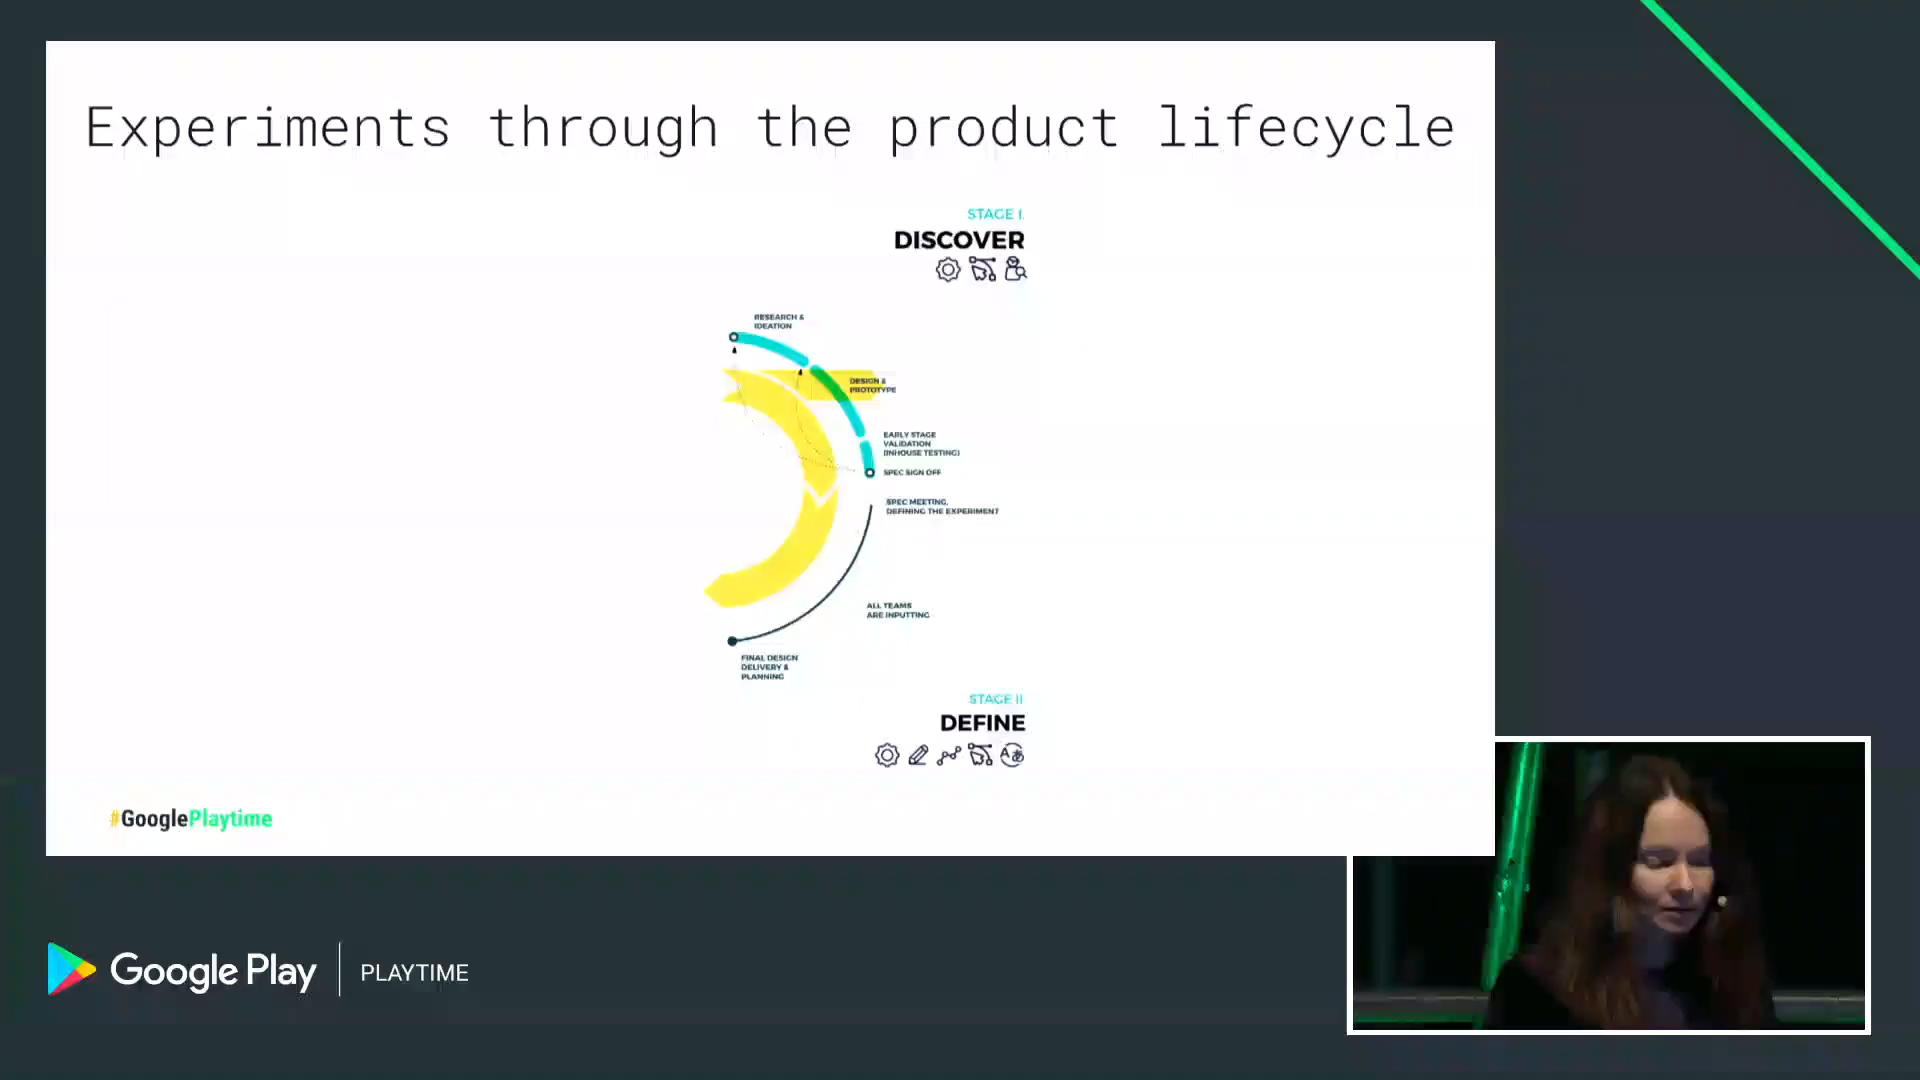 Experiments through the product lifecycle
STAGE I.
DISCOVER
RESEARCH &
IDEATION
DESIGN &
PROTOTYPE
EARLY STAGE
VALIDATION
(INHOUSE TESTING)
SPEC SIGN OFF
SPEC MEETING,
DEFINING THE EXPERIMENT
ALL TEAMS
ARE INPUTTING
FINAL DESIGN
DELIVERY &
PLANNING
STAGE II
DEFINE
#GooglePlaytime
Google Play | PLAYTIME